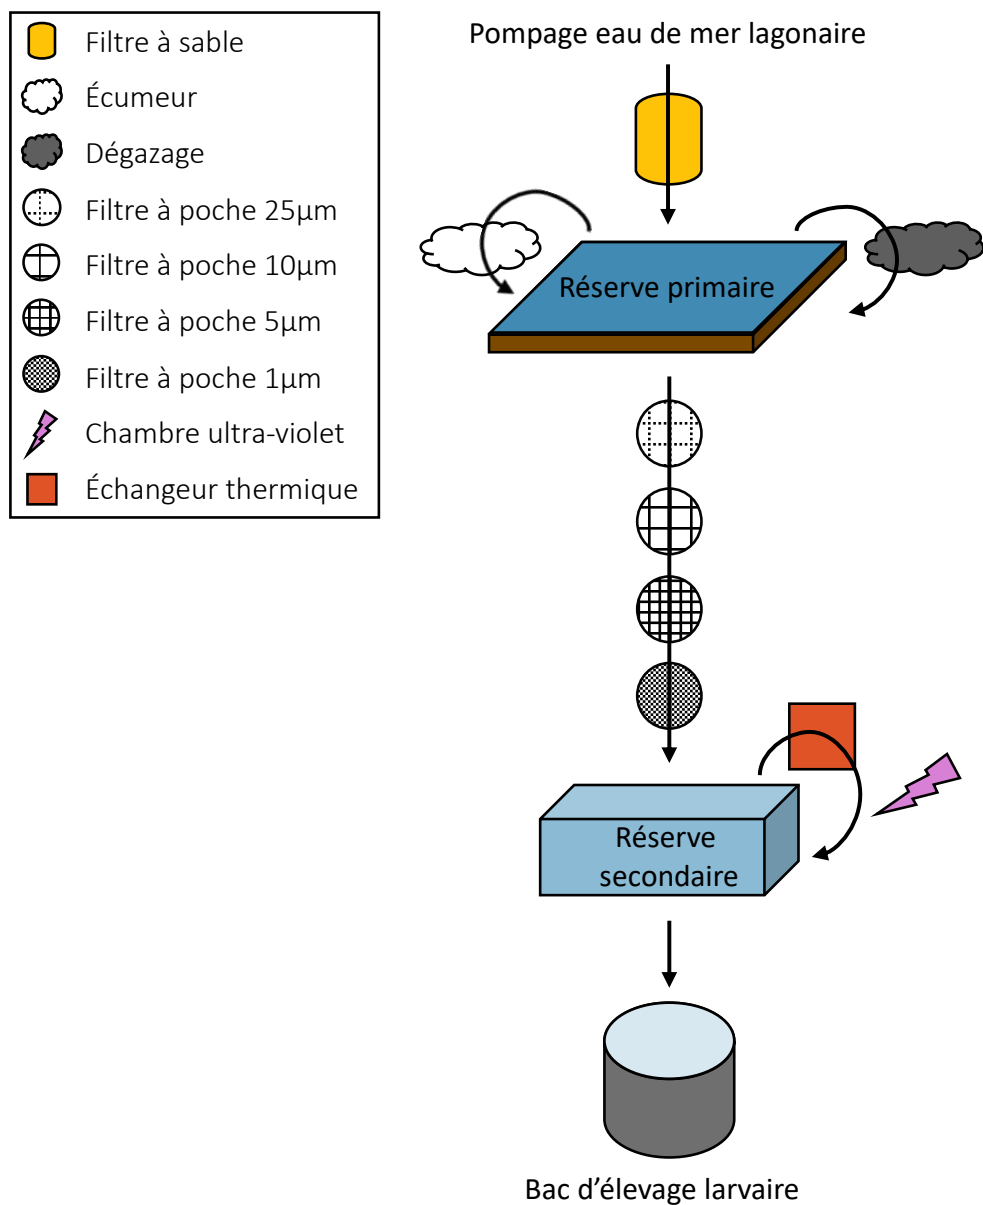 Filtre à sable
Écumeur
Dégazage
Filtre à poche 25µm
Filtre à poche 10µm
Filtre à poche 5µm
Filtre à poche 1µm
Chambre ultra-violet
Échangeur thermique
Pompage eau de mer lagonaire
Réserve primaire
Réserve
secondaire
Bac d’élevage larvaire